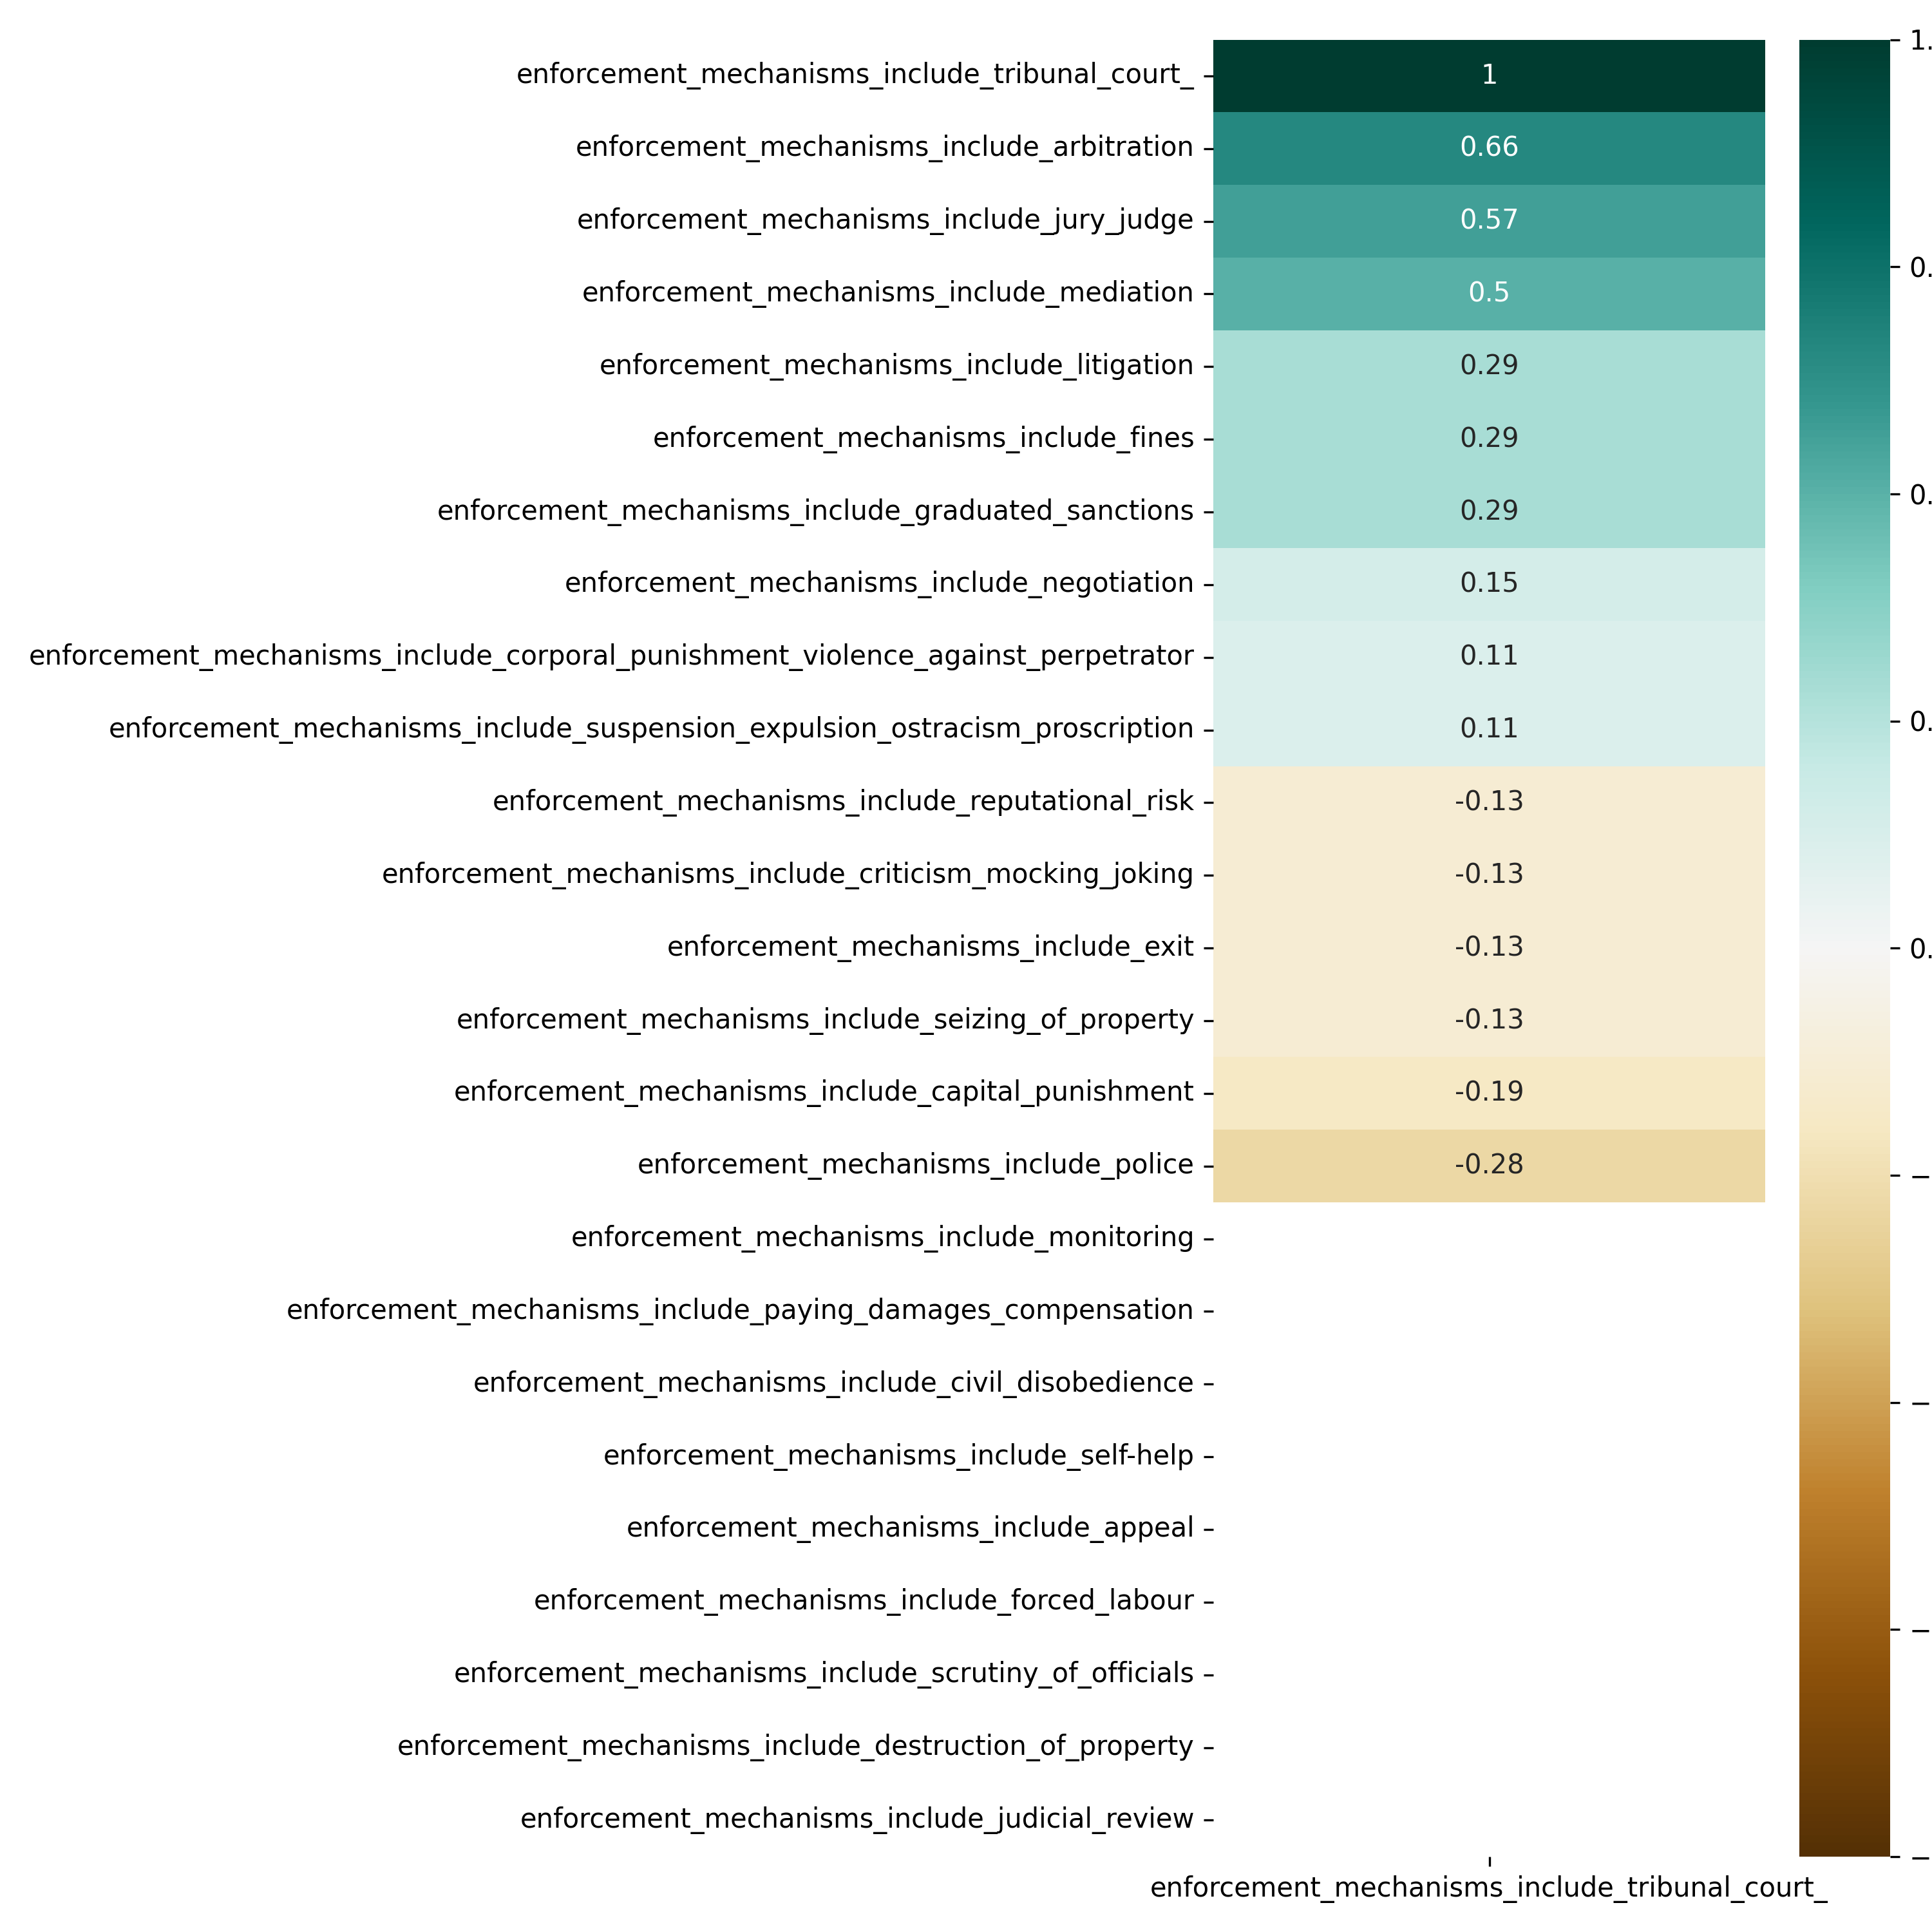 enforcement_mechanisms_include_tribunal_court_ 1
enforcement_mechanisms_include_arbitration 0.66
enforcement_mechanisms_include_jury_judge 0.57
enforcement_mechanisms_include_mediation 0.5
enforcement_mechanisms_include_litigation 0.29
enforcement_mechanisms_include_fines 0.29
enforcement_mechanisms_include_graduated_sanctions 0.29
enforcement_mechanisms_include_negotiation 0.15
enforcement_mechanisms_include_corporal_punishment_violence_against_perpetrator 0.11
enforcement_mechanisms_include_suspension_expulsion_ostracism_proscription 0.11
enforcement_mechanisms_include_reputational_risk -0.13
enforcement_mechanisms_include_criticism_mocking_joking -0.13
enforcement_mechanisms_include_exit -0.13
enforcement_mechanisms_include_seizing_of_property -0.13
enforcement_mechanisms_include_capital_punishment -0.19
enforcement_mechanisms_include_police -0.28
enforcement_mechanisms_include_monitoring
enforcement_mechanisms_include_paying_damages_compensation
enforcement_mechanisms_include_civil_disobedience
enforcement_mechanisms_include_self-help
enforcement_mechanisms_include_appeal
enforcement_mechanisms_include_forced_labour
enforcement_mechanisms_include_scrutiny_of_officials
enforcement_mechanisms_include_destruction_of_property
enforcement_mechanisms_include_judicial_review
enforcement_mechanisms_include_tribunal_court_